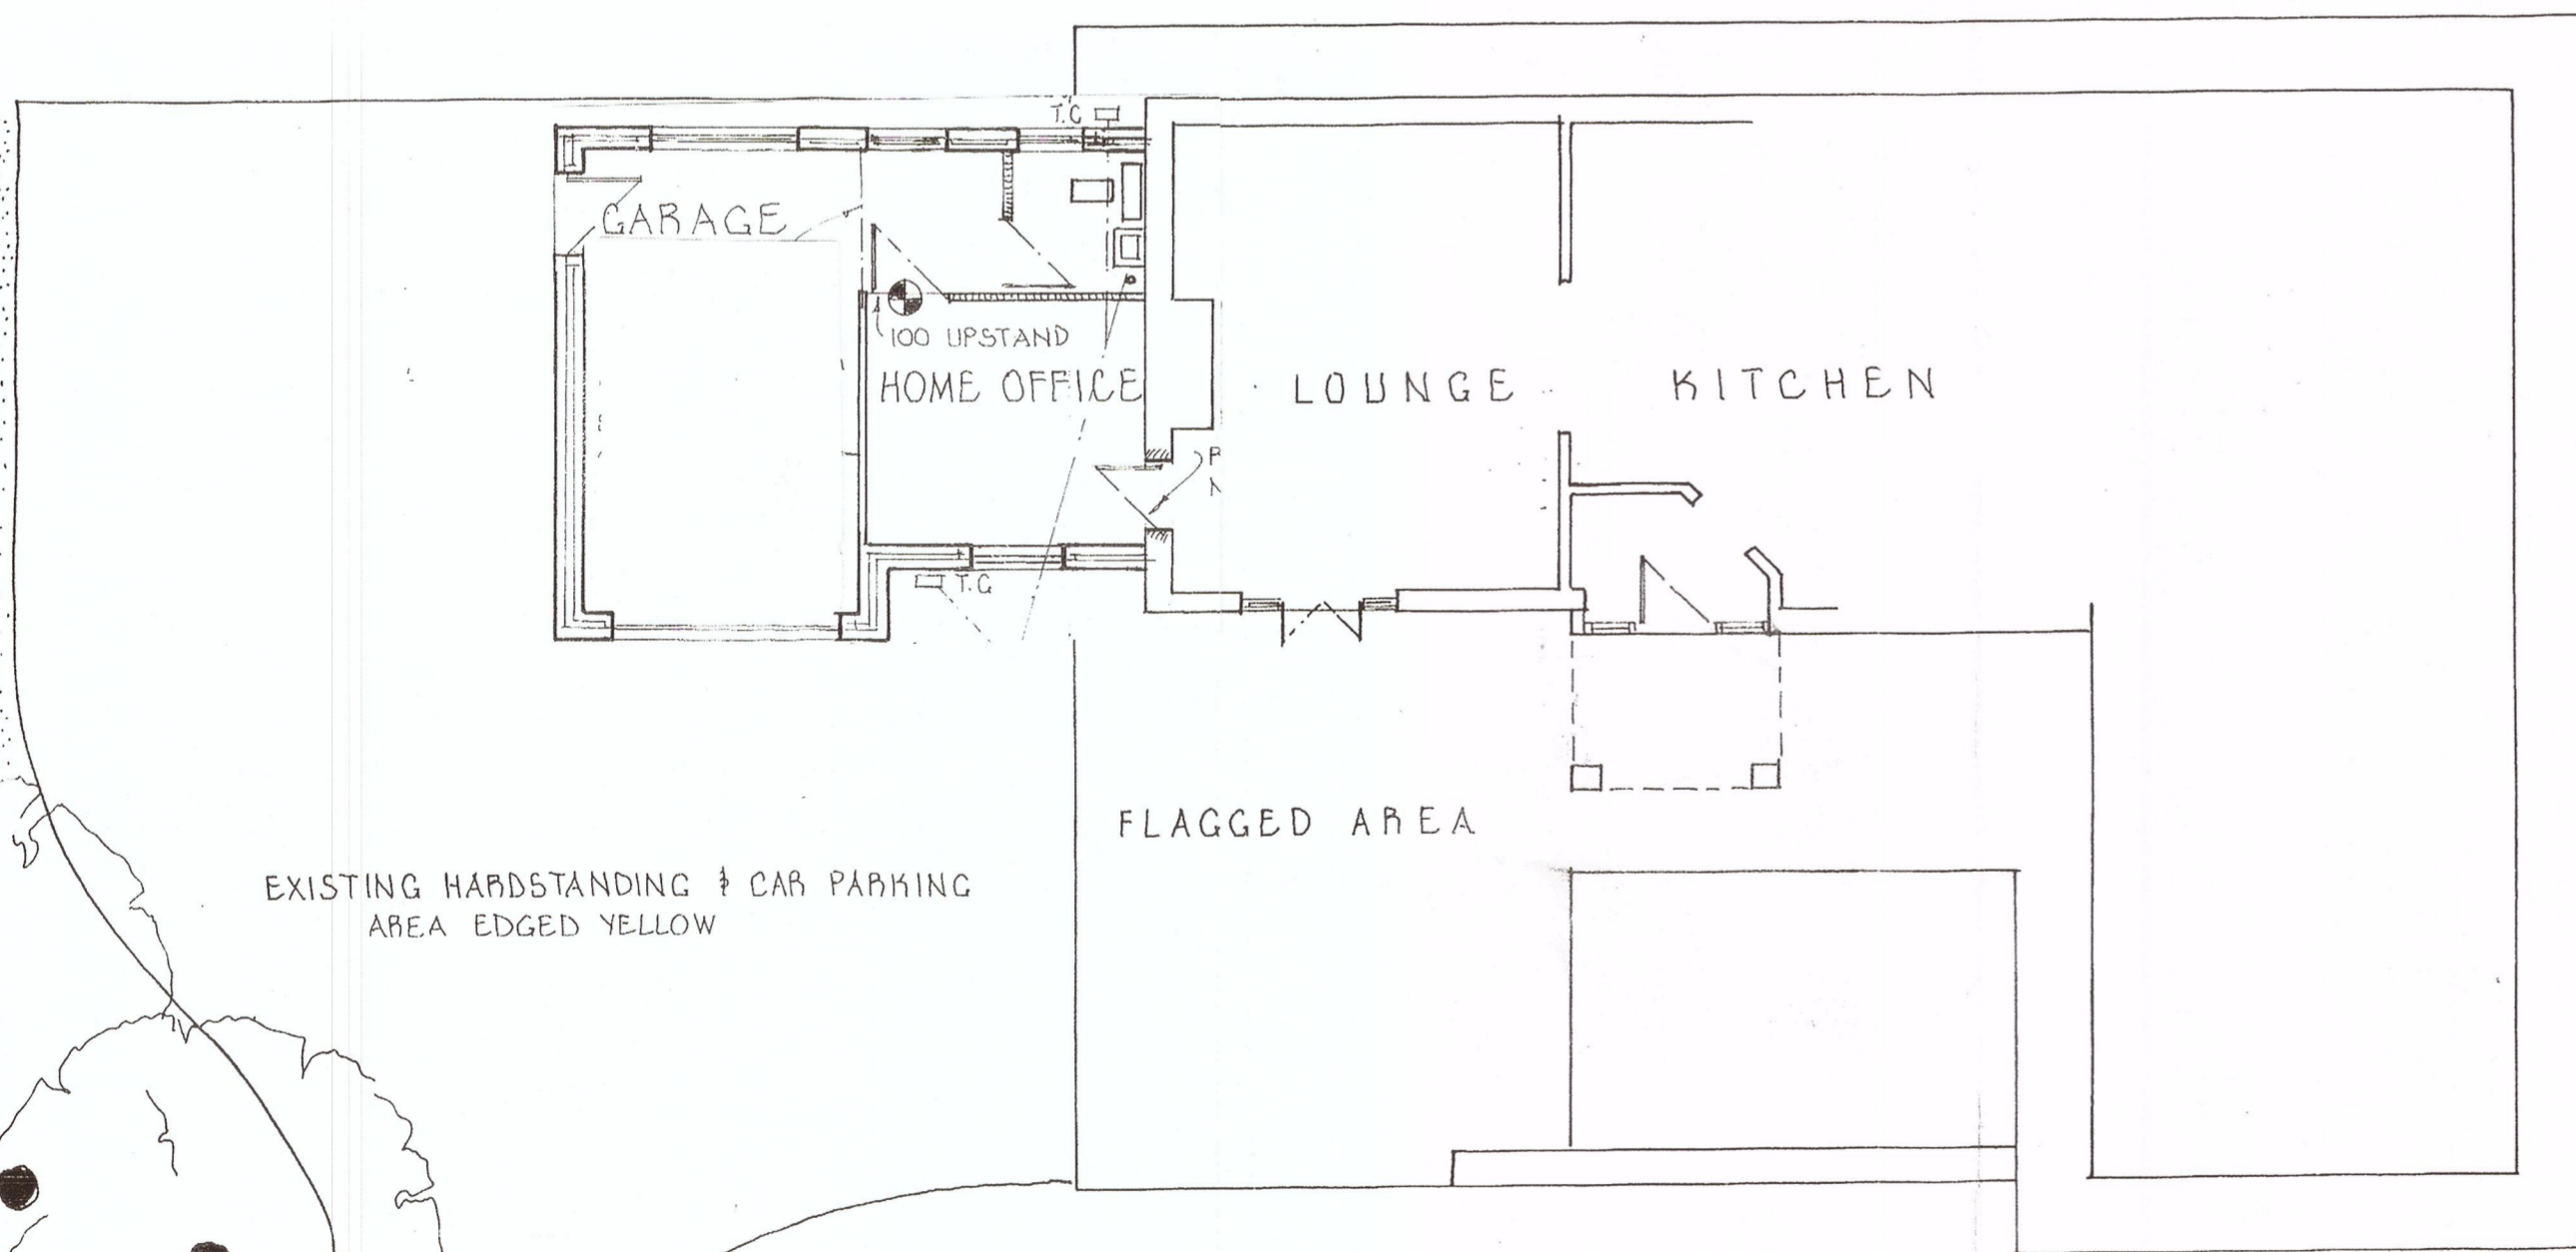 T.G
GARAGE
100 UPSTAND
HOME OFFICE
LOUNGE
KITCHEN
T.G
FLAGGED AREA
EXISTING HARDSTANDING & CAR PARKING
AREA EDGED YELLOW